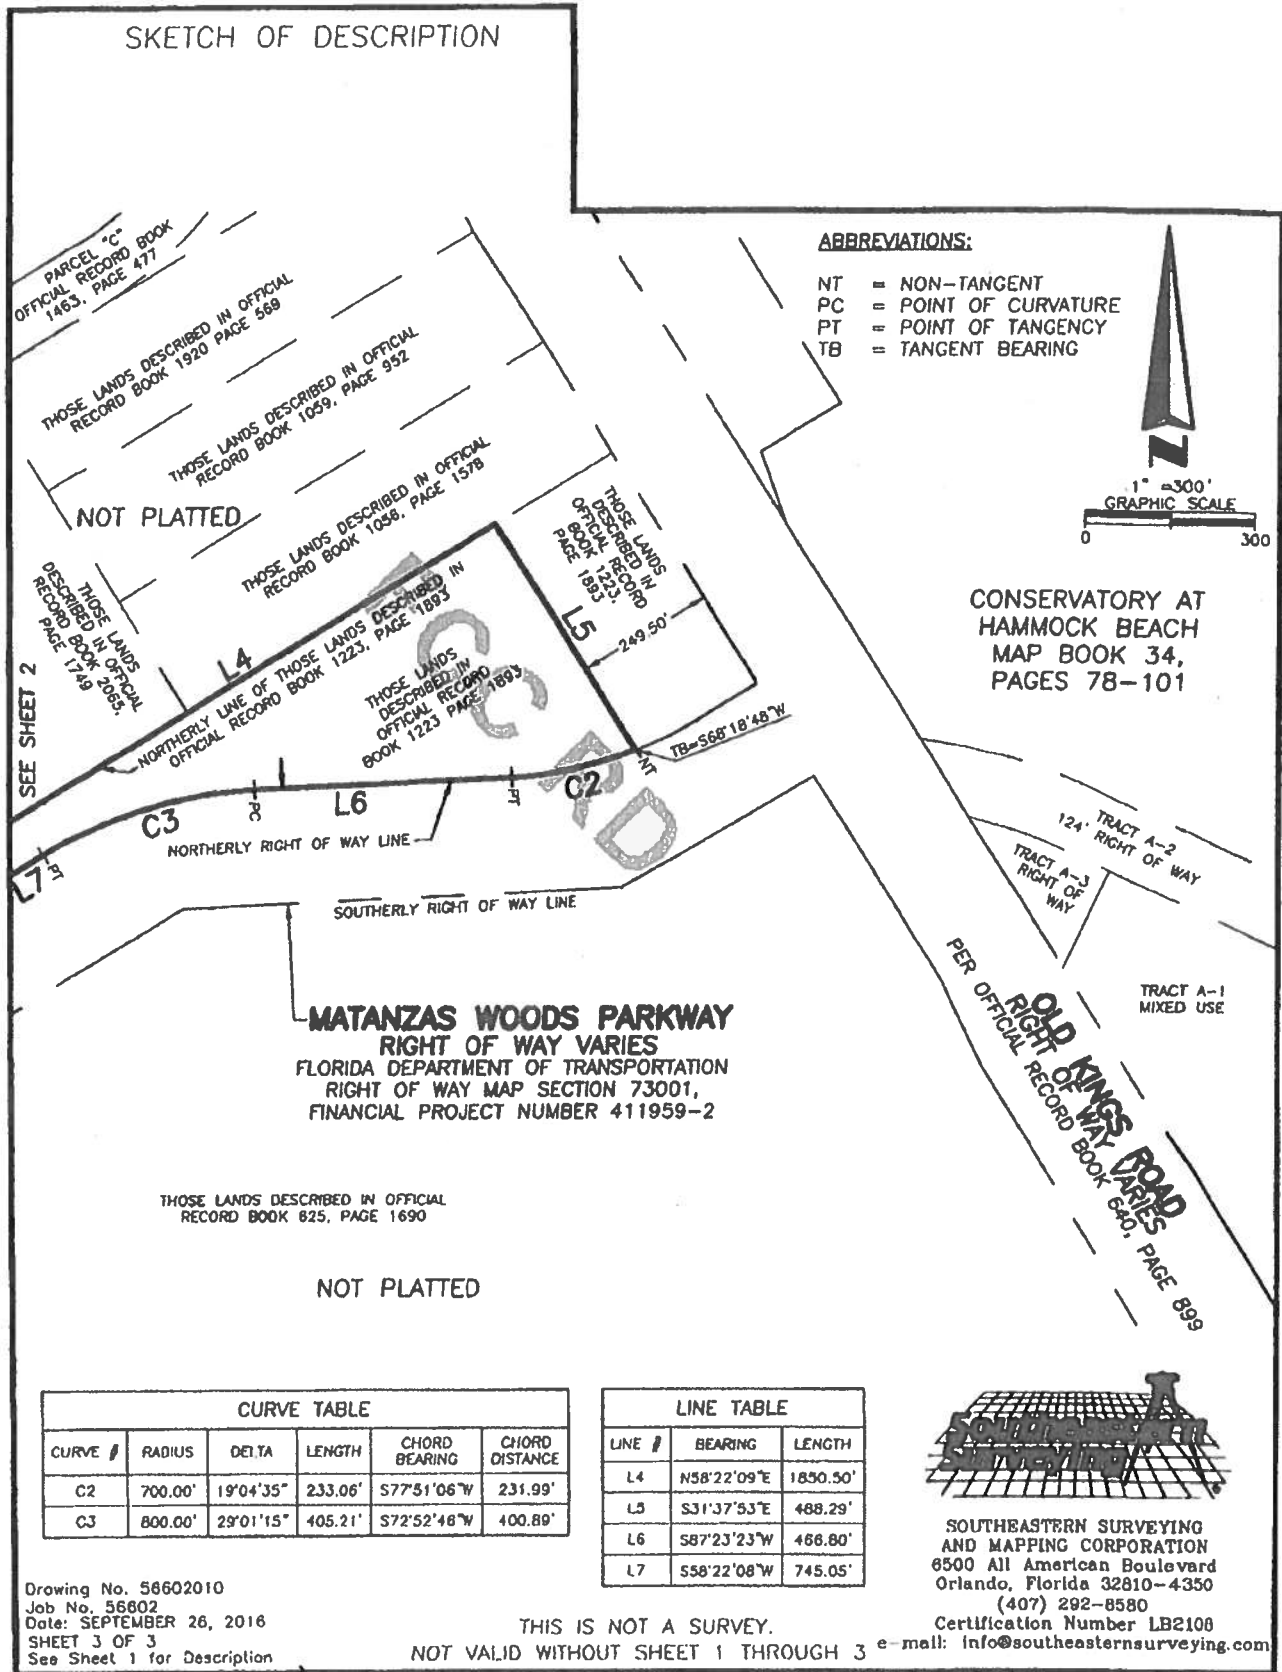 SKETCH OF DESCRIPTION
PARCEL "C"
OFFICIAL RECORD BOOK
1463, PAGE 477
THOSE LANDS DESCRIBED IN OFFICIAL
RECORD BOOK 1920 PAGE 569
THOSE LANDS DESCRIBED IN OFFICIAL
RECORD BOOK 1059, PAGE 952
THOSE LANDS DESCRIBED IN OFFICIAL
RECORD BOOK 1058, PAGE 1578
NOT PLATTED
THOSE LANDS
DESCRIBED IN OFFICIAL
RECORD BOOK 2065,
PAGE 1749
SEE SHEET 2
L4
NORTHERLY LINE OF THOSE LANDS DESCRIBED IN
OFFICIAL RECORD BOOK 1223, PAGE 1893
THOSE LANDS
DESCRIBED IN
OFFICIAL RECORD
BOOK 1223 PAGE 1893
THOSE LANDS
DESCRIBED IN
OFFICIAL RECORD
BOOK 1223,
PAGE 1893
L5
249.50'
TB=S68°18'48"W
NT
C2
PT
L6
PC
C3
PT
L7
NORTHERLY RIGHT OF WAY LINE
SOUTHERLY RIGHT OF WAY LINE
ABBREVIATIONS:
NT = NON-TANGENT
PC = POINT OF CURVATURE
PT = POINT OF TANGENCY
TB = TANGENT BEARING
N
1" =300'
GRAPHIC SCALE
0 300
CONSERVATORY AT
HAMMOCK BEACH
MAP BOOK 34,
PAGES 78-101
TRACT A-2
124' RIGHT OF WAY
TRACT A-3
RIGHT OF
WAY
TRACT A-1
MIXED USE
OLD KINGS ROAD
RIGHT OF WAY VARIES
PER OFFICIAL RECORD BOOK 640, PAGE 899
MATANZAS WOODS PARKWAY
RIGHT OF WAY VARIES
FLORIDA DEPARTMENT OF TRANSPORTATION
RIGHT OF WAY MAP SECTION 73001,
FINANCIAL PROJECT NUMBER 411959-2
THOSE LANDS DESCRIBED IN OFFICIAL
RECORD BOOK 625, PAGE 1690
NOT PLATTED
CURVE TABLE
CURVE # RADIUS DELTA LENGTH CHORD BEARING CHORD DISTANCE
C2 700.00' 19°04'35" 233.06' S77°51'06"W 231.99'
C3 800.00' 29°01'15" 405.21' S72°52'46"W 400.89'
LINE TABLE
LINE # BEARING LENGTH
L4 N58°22'09"E 1850.50'
L5 S31°37'53"E 488.29'
L6 S87°23'23"W 466.80'
L7 S58°22'08"W 745.05'
Southeastern
Surveying
SOUTHEASTERN SURVEYING
AND MAPPING CORPORATION
6500 All American Boulevard
Orlando, Florida 32810-4350
(407) 292-8580
Certification Number LB2108
e-mail: info@southeasternsurveying.com
Drawing No. 56602010
Job No. 56602
Date: SEPTEMBER 26, 2016
SHEET 3 OF 3
See Sheet 1 for Description
THIS IS NOT A SURVEY.
NOT VALID WITHOUT SHEET 1 THROUGH 3